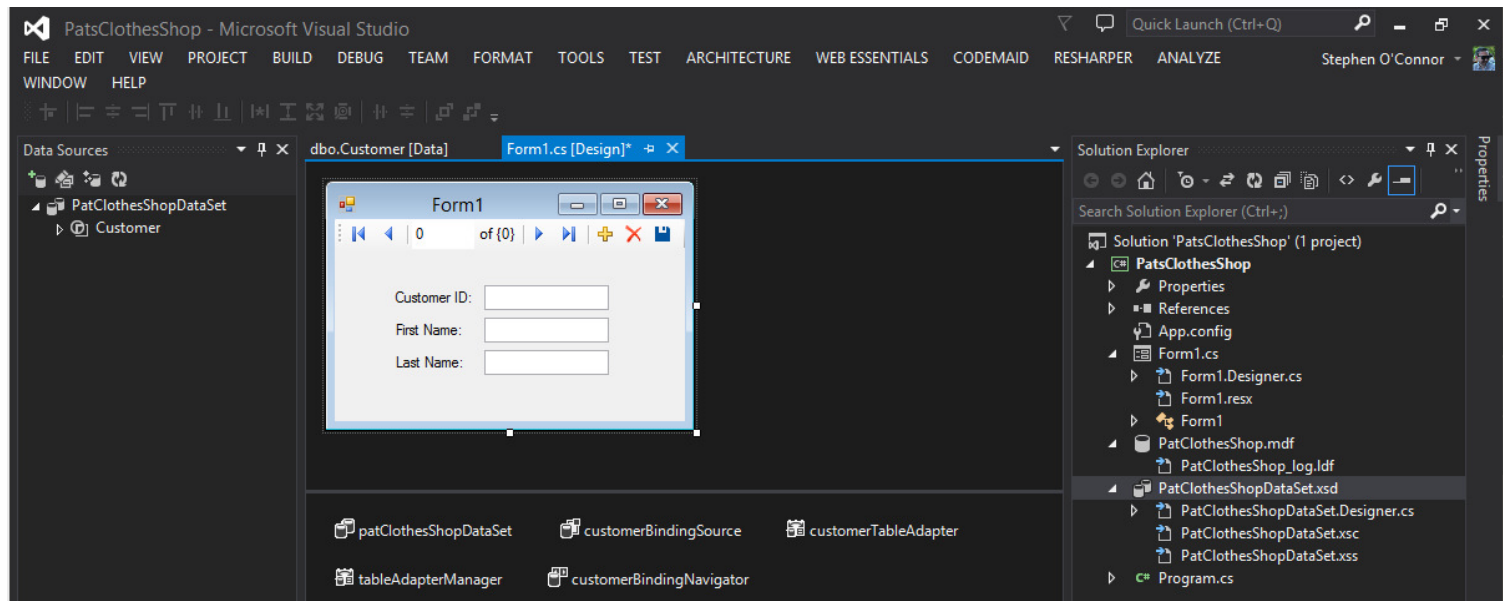 PatsClothesShop - Microsoft Visual Studio
Quick Launch (Ctrl+Q)
FILE EDIT VIEW PROJECT BUILD DEBUG TEAM FORMAT TOOLS TEST ARCHITECTURE WEB ESSENTIALS CODEMAID RESHARPER ANALYZE Stephen O'Connor
WINDOW HELP
Data Sources
PatClothesShopDataSet
Customer
dbo.Customer [Data] Form1.cs [Design]*
Form1
0 of {0}
Customer ID:
First Name:
Last Name:
patClothesShopDataSet customerBindingSource customerTableAdapter
tableAdapterManager customerBindingNavigator
Solution Explorer
Search Solution Explorer (Ctrl+;)
Solution 'PatsClothesShop' (1 project)
C# PatsClothesShop
Properties
References
App.config
Form1.cs
Form1.Designer.cs
Form1.resx
Form1
PatClothesShop.mdf
PatClothesShop_log.ldf
PatClothesShopDataSet.xsd
PatClothesShopDataSet.Designer.cs
PatClothesShopDataSet.xsc
PatClothesShopDataSet.xss
C# Program.cs
Properties